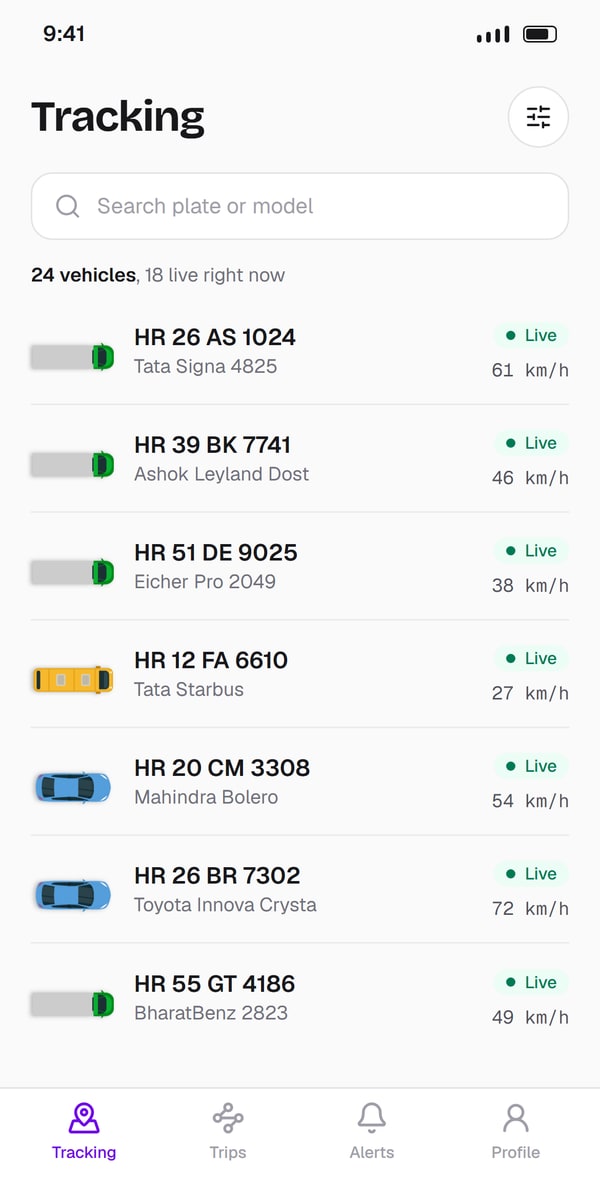 9:41
Tracking
Search plate or model
24 vehicles, 18 live right now
HR 26 AS 1024
Live
Tata Signa 4825
61 km/h
HR 39 BK 7741
Live
Ashok Leyland Dost
46 km/h
HR 51 DE 9025
Live
Eicher Pro 2049
38 km/h
HR 12 FA 6610
Live
Tata Starbus
27 km/h
HR 20 CM 3308
Live
Mahindra Bolero
54 km/h
HR 26 BR 7302
Live
Toyota Innova Crysta
72 km/h
HR 55 GT 4186
Live
BharatBenz 2823
49 km/h
Tracking
Trips
Alerts
Profile